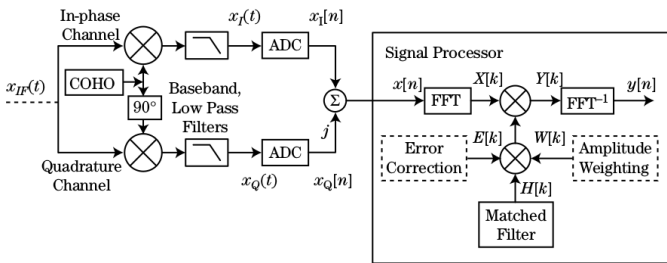 In-phase
Channel
x_I(t)
x_I[n]
ADC
Signal Processor
x_IF(t)
COHO
90°
Baseband,
Low Pass
Filters
Σ
j
x[n]
FFT
X[k]
Y[k]
FFT⁻¹
y[n]
Quadrature
Channel
ADC
x_Q(t)
x_Q[n]
Error
Correction
E[k]
W[k]
Amplitude
Weighting
H[k]
Matched
Filter